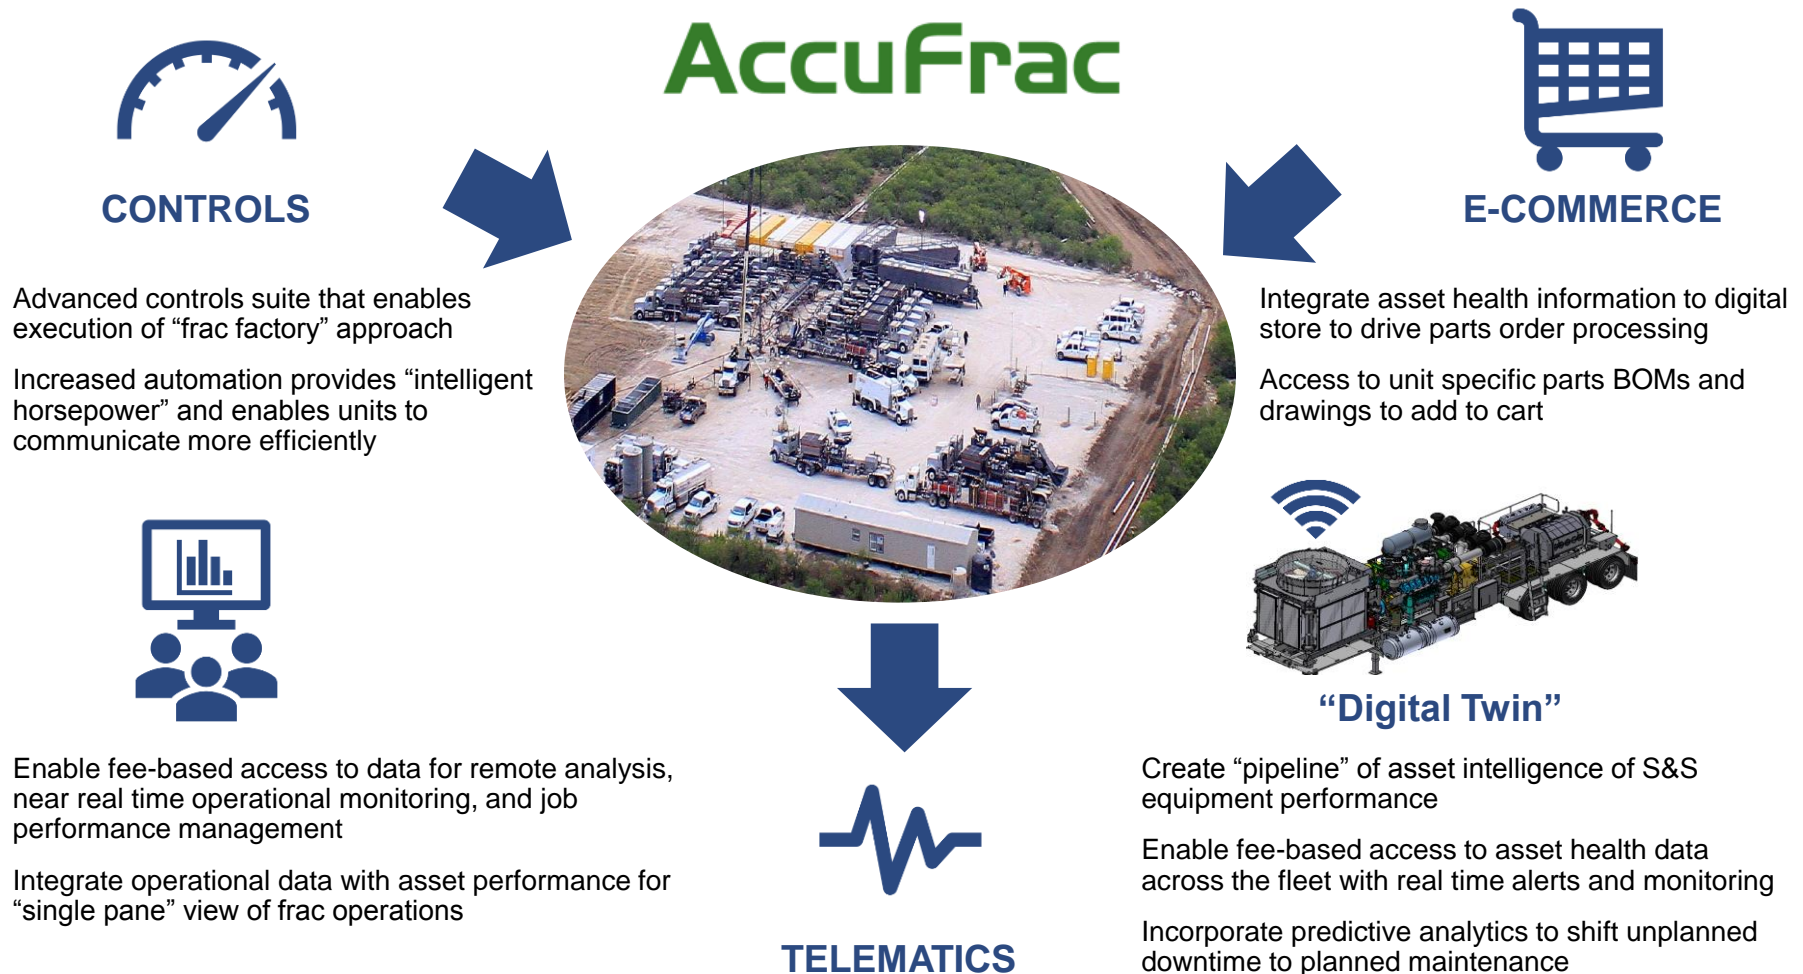 AccuFrac
CONTROLS
Advanced controls suite that enables
execution of “frac factory” approach
Increased automation provides “intelligent
horsepower” and enables units to
communicate more efficiently
E-COMMERCE
Integrate asset health information to digital
store to drive parts order processing
Access to unit specific parts BOMs and
drawings to add to cart
Enable fee-based access to data for remote analysis,
near real time operational monitoring, and job
performance management
Integrate operational data with asset performance for
“single pane” view of frac operations
TELEMATICS
“Digital Twin”
Create “pipeline” of asset intelligence of S&S
equipment performance
Enable fee-based access to asset health data
across the fleet with real time alerts and monitoring
Incorporate predictive analytics to shift unplanned
downtime to planned maintenance